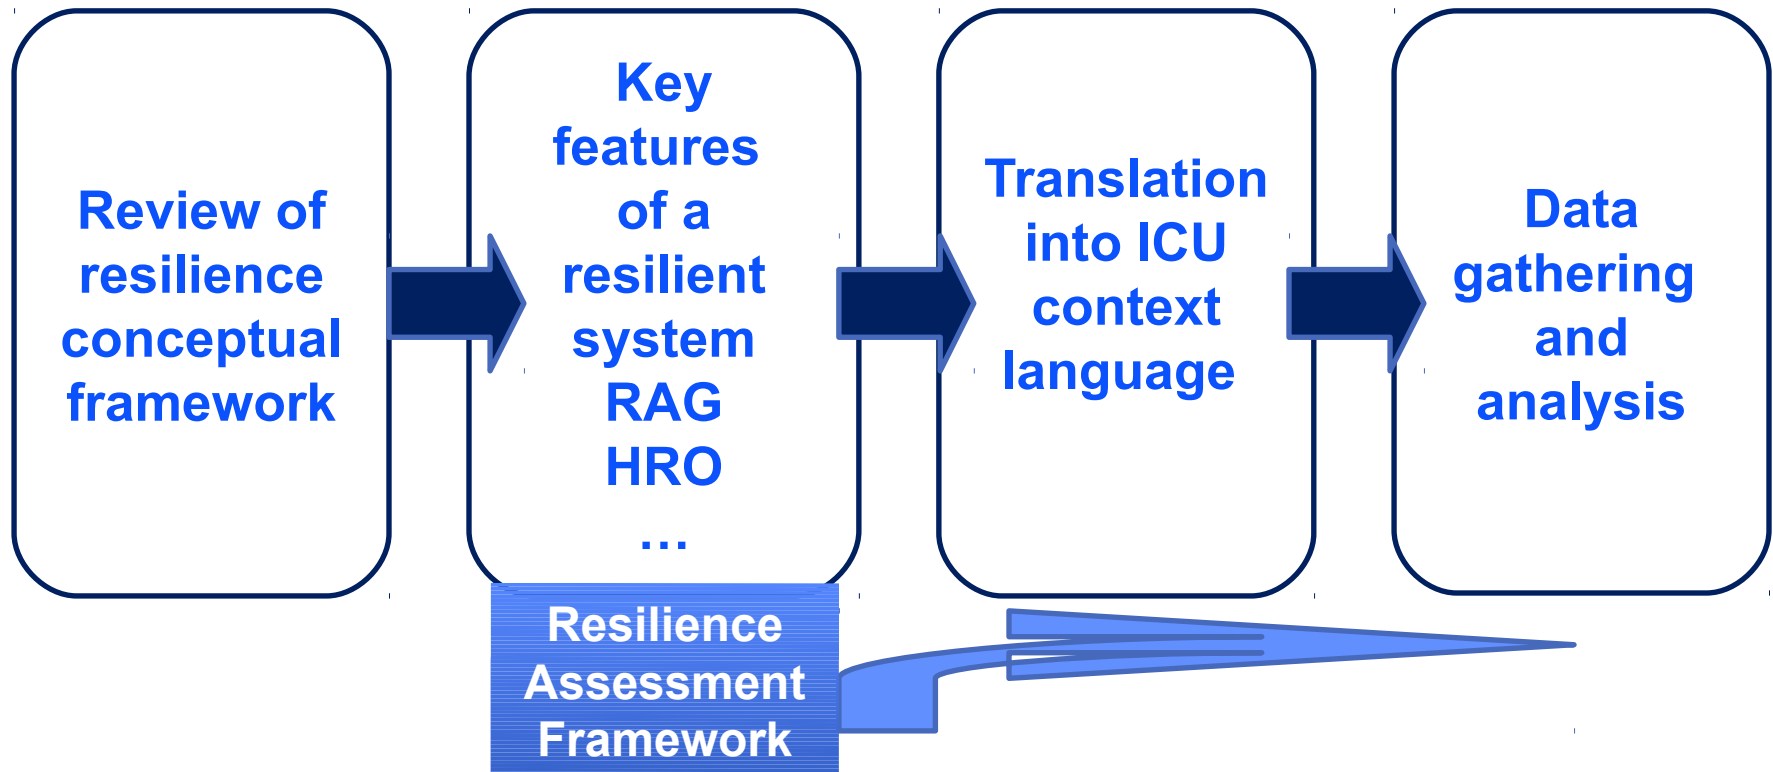 Review of
resilience
conceptual
framework
Key
features
of a
resilient
system
RAG
HRO
…
Translation
into ICU
context
language
Data
gathering
and
analysis
Resilience
Assessment
Framework